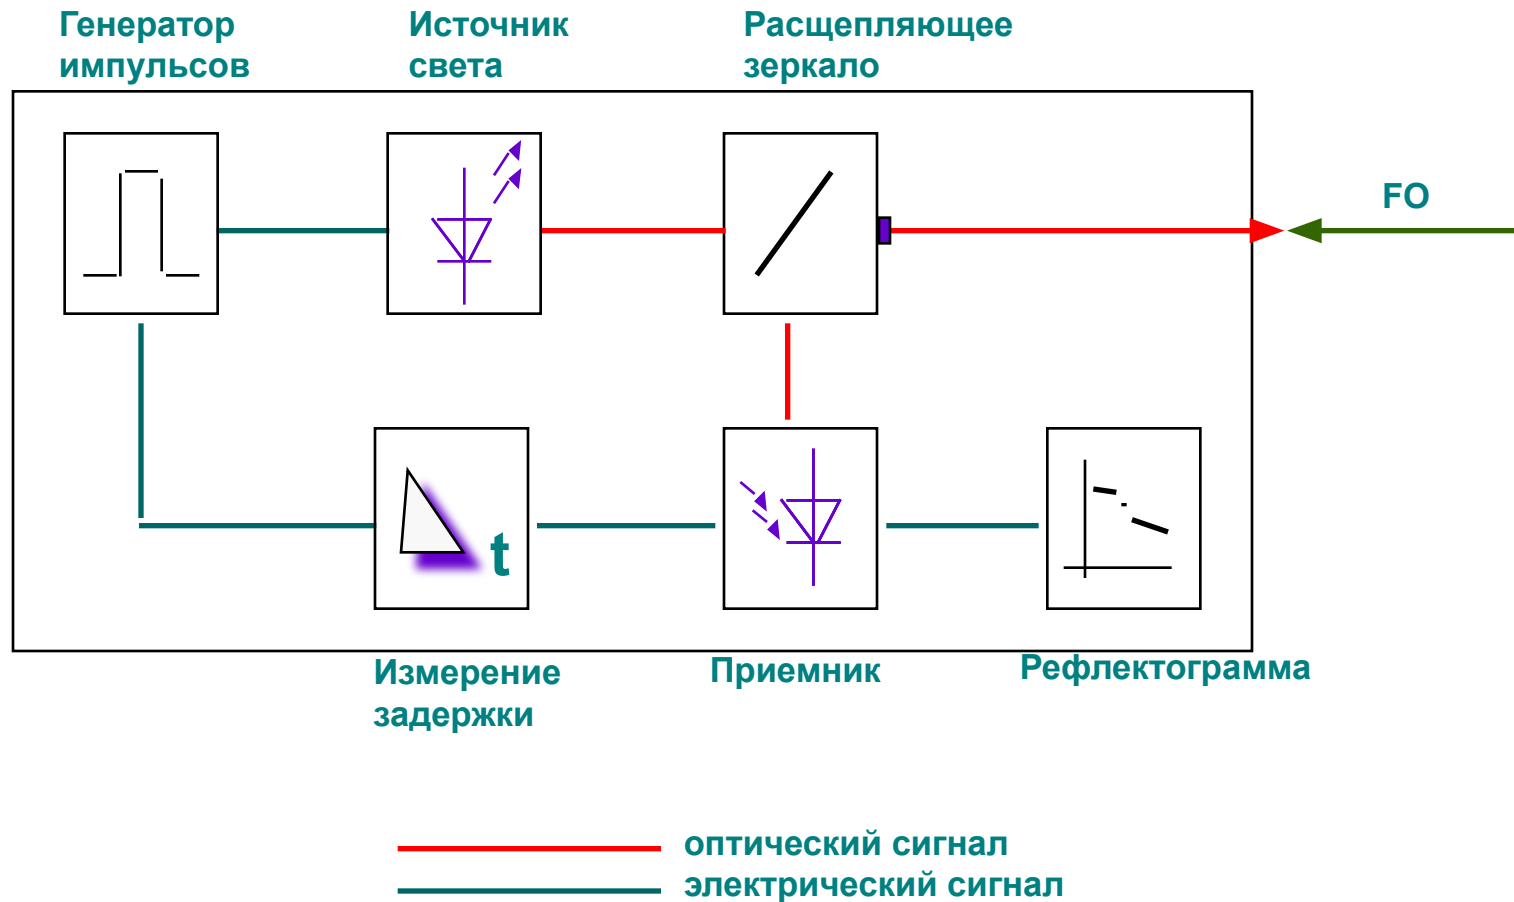 Генератор
импульсов
Источник
света
Расщепляющее
зеркало
FO
t
Измерение
задержки
Приемник
Рефлектограмма
оптический сигнал
электрический сигнал